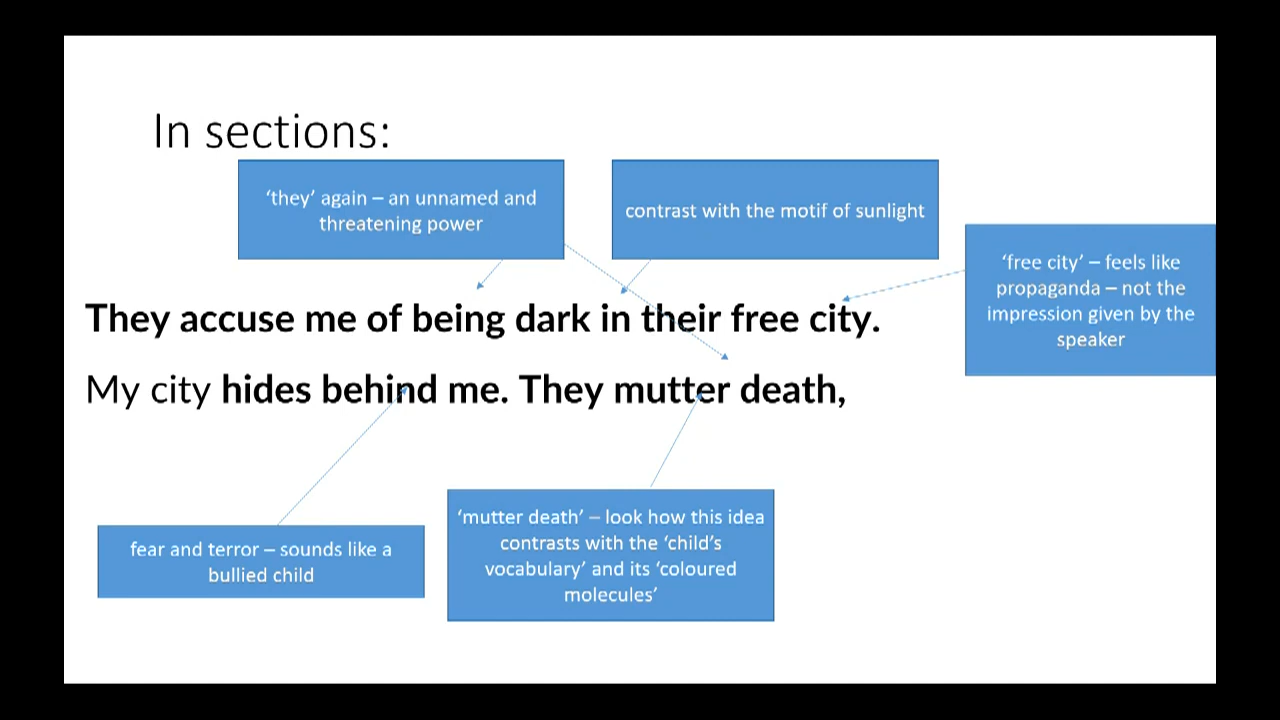 In sections:
‘they’ again – an unnamed and
threatening power
contrast with the motif of sunlight
‘free city’ – feels like
propaganda – not the
impression given by the
speaker
They accuse me of being dark in their free city.
My city hides behind me. They mutter death,
fear and terror – sounds like a
bullied child
‘mutter death’ – look how this idea
contrasts with the ‘child’s
vocabulary’ and its ‘coloured
molecules’